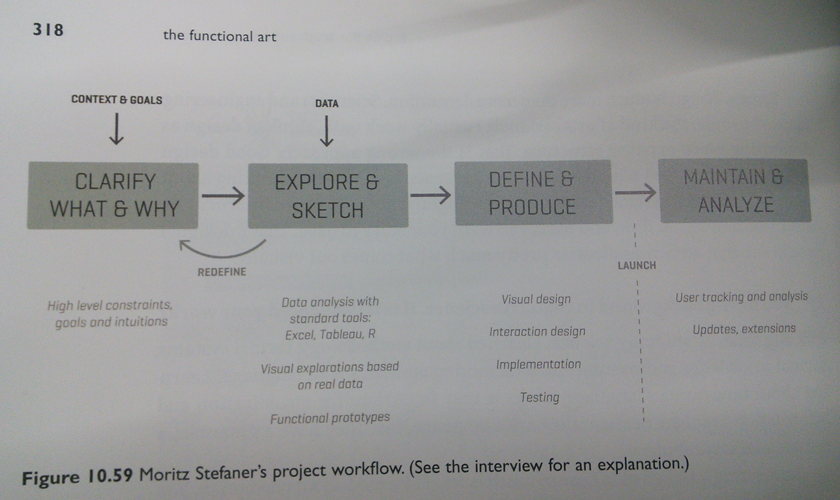 318
the functional art
CONTEXT & GOALS
DATA
CLARIFY
WHAT & WHY
EXPLORE &
SKETCH
DEFINE &
PRODUCE
MAINTAIN &
ANALYZE
REDEFINE
LAUNCH
High level constraints,
goals and intuitions
Data analysis with
standard tools:
Excel, Tableau, R
Visual explorations based
on real data
Functional prototypes
Visual design
Interaction design
Implementation
Testing
User tracking and analysis
Updates, extensions
Figure 10.59 Moritz Stefaner's project workflow. (See the interview for an explanation.)